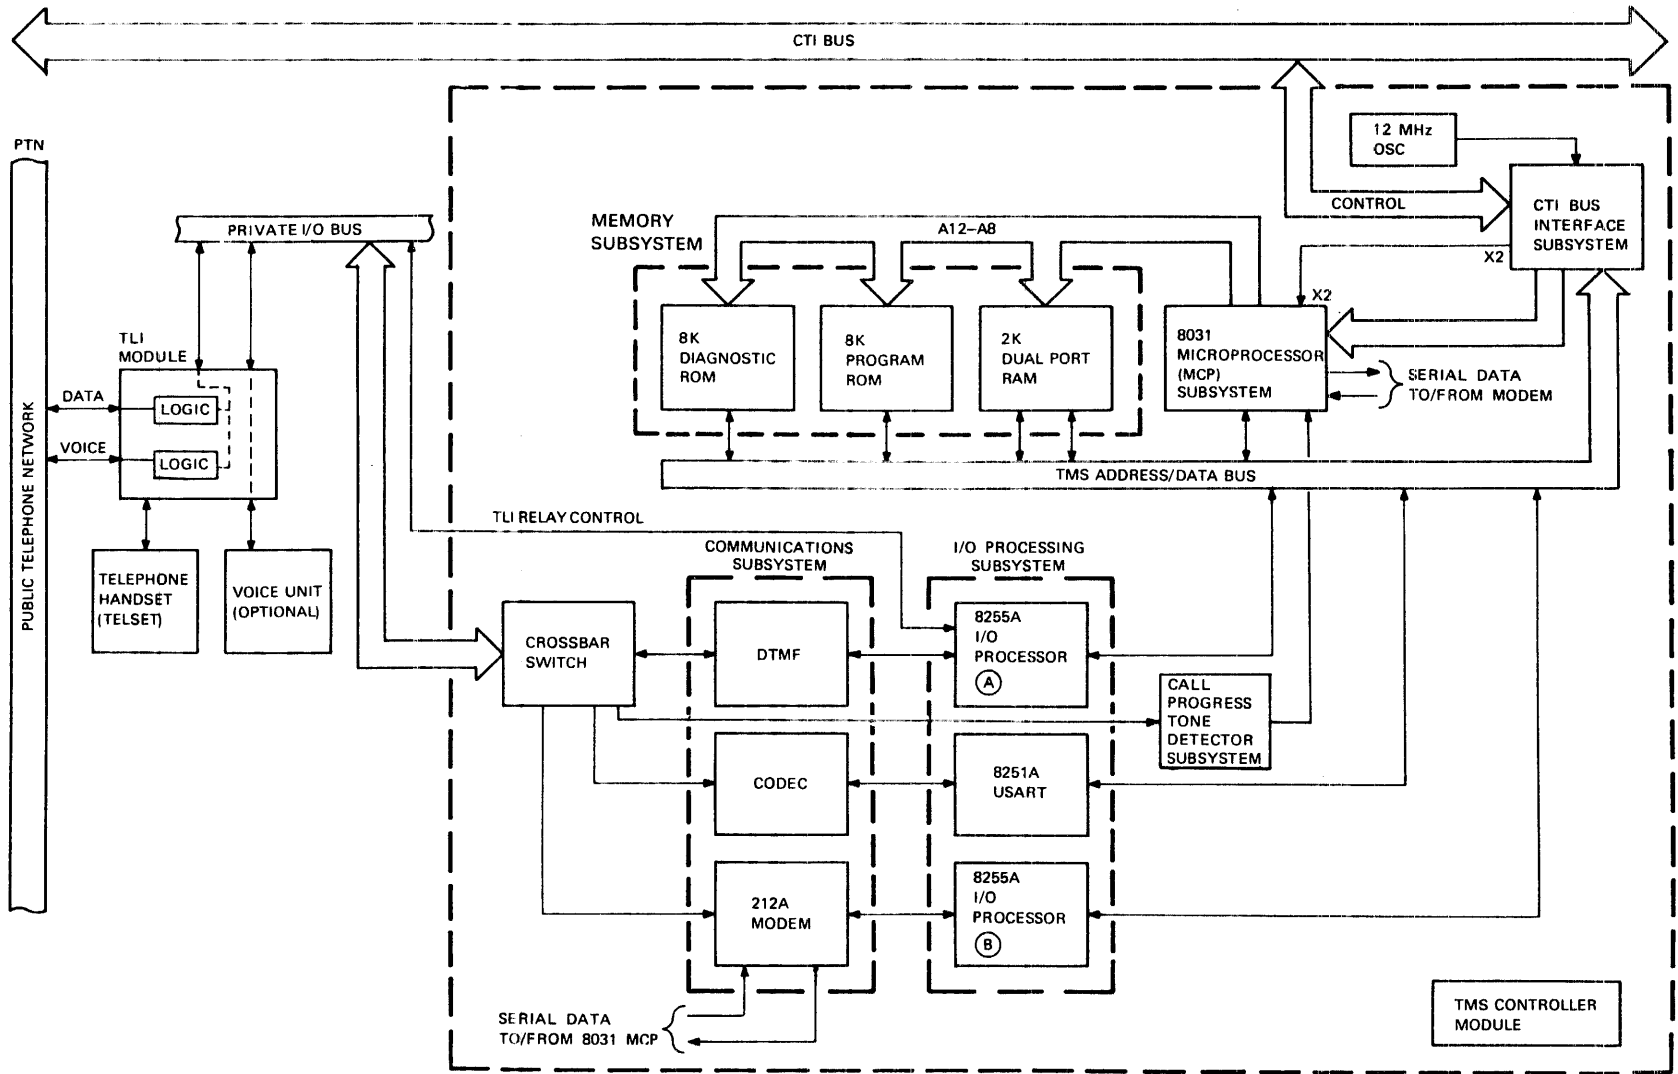 CTI BUS
PTN
PUBLIC TELEPHONE NETWORK
12 MHz
OSC
CONTROL
CTI BUS
INTERFACE
SUBSYSTEM
X2
PRIVATE I/O BUS
MEMORY
SUBSYSTEM
A12–A8
X2
8K
DIAGNOSTIC
ROM
8K
PROGRAM
ROM
2K
DUAL PORT
RAM
8031
MICROPROCESSOR
(MCP)
SUBSYSTEM
SERIAL DATA
TO/FROM MODEM
TLI
MODULE
DATA
LOGIC
VOICE
LOGIC
TMS ADDRESS/DATA BUS
TLI RELAY CONTROL
TELEPHONE
HANDSET
(TELSET)
VOICE UNIT
(OPTIONAL)
COMMUNICATIONS
SUBSYSTEM
I/O PROCESSING
SUBSYSTEM
CROSSBAR
SWITCH
DTMF
8255A
I/O
PROCESSOR
A
CALL
PROGRESS
TONE
DETECTOR
SUBSYSTEM
CODEC
8251A
USART
212A
MODEM
8255A
I/O
PROCESSOR
B
SERIAL DATA
TO/FROM 8031 MCP
TMS CONTROLLER
MODULE